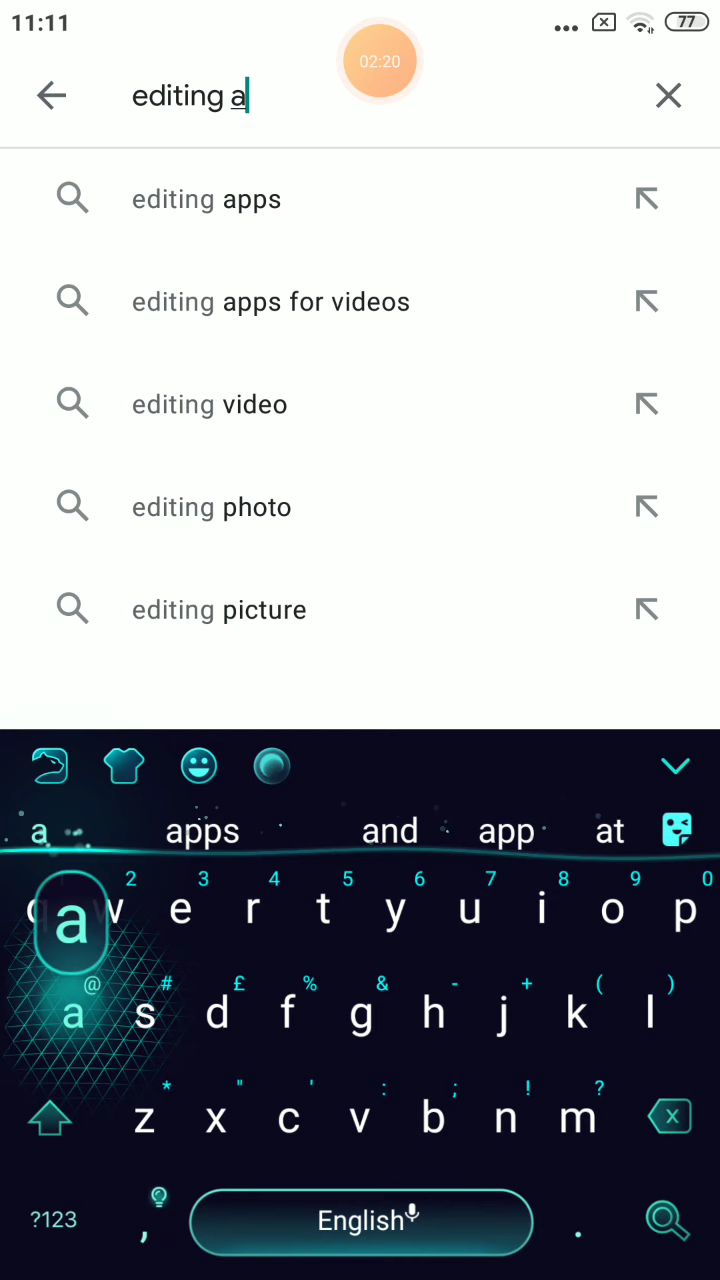 11:11
77
02:20
editing a
editing apps
editing apps for videos
editing video
editing photo
editing picture
a apps and app at
2 3 4 5 6 7 8 9 0
q w e r t y u i o p
a
@ # £ % & - + ( )
a s d f g h j k l
* " ' : ; ! ?
z x c v b n m
?123 , English .